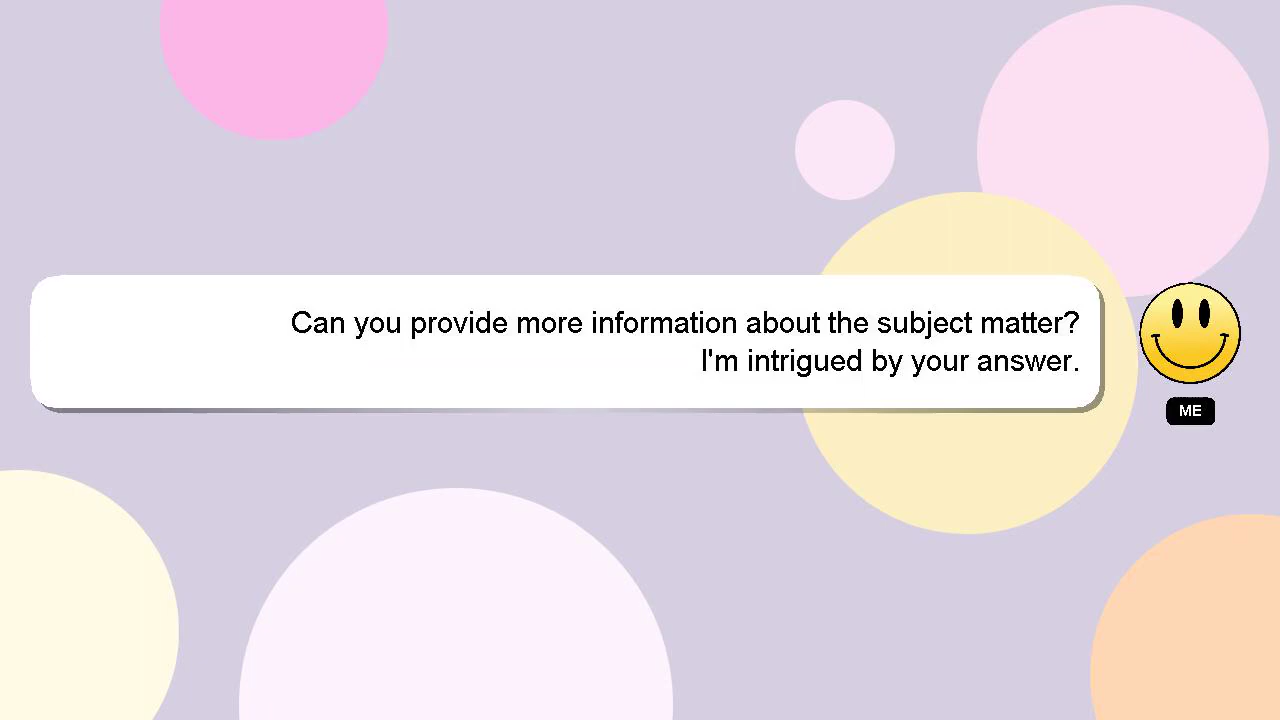 Can you provide more information about the subject matter?
I'm intrigued by your answer.
ME